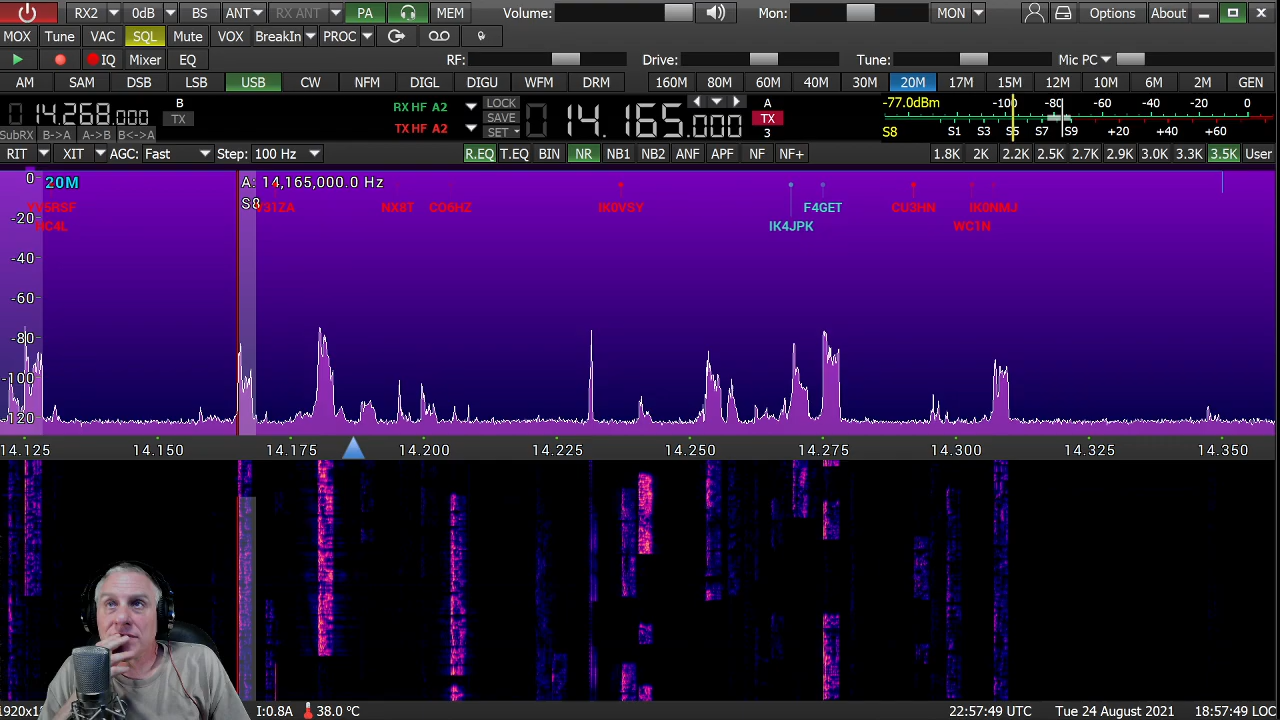 RX2 0dB BS ANT RX ANT PA MEM Volume: Mon: MON Options About
MOX Tune VAC SQL Mute VOX BreakIn PROC
IQ Mixer EQ RF: Drive: Tune: Mic PC
AM SAM DSB LSB USB CW NFM DIGL DIGU WFM DRM 160M 80M 60M 40M 30M 20M 17M 15M 12M 10M 6M 2M GEN
0 14.268.000 B TX RX HF A2 TX HF A2 LOCK SAVE SET 0 14.165.000 A TX 3
-77.0dBm -100 -80 -60 -40 -20 0
S8 S1 S3 S5 S7 S9 +20 +40 +60
SubRX B->A A->B B<->A
RIT XIT AGC: Fast Step: 100 Hz R.EQ T.EQ BIN NR NB1 NB2 ANF APF NF NF+ 1.8K 2K 2.2K 2.5K 2.7K 2.9K 3.0K 3.3K 3.5K User
0 20M A: 14,165,000.0 Hz
S8
YV5RSF V31ZA NX8T CO6HZ IK0VSY F4GET CU3HN IK0NMJ
-20
HC4L IK4JPK WC1N
-40
-60
-80
-100
-120
14.125 14.150 14.175 14.200 14.225 14.250 14.275 14.300 14.325 14.350
I:0.8A 38.0 °C 22:57:49 UTC Tue 24 August 2021 18:57:49 LOC